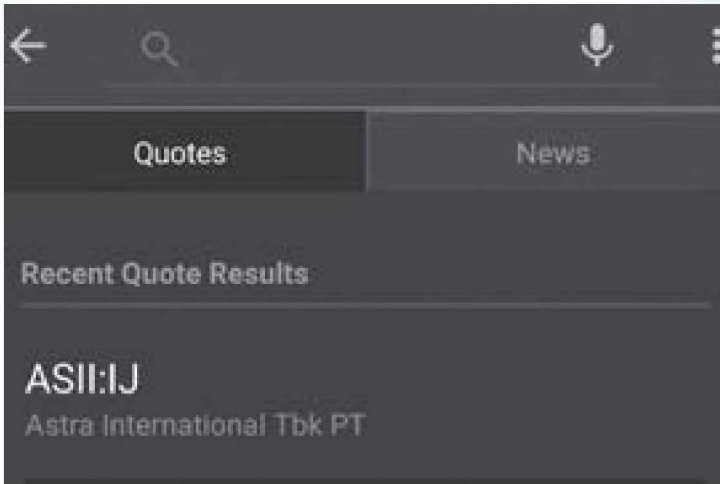 Quotes
News
Recent Quote Results
ASII:IJ
Astra International Tbk PT